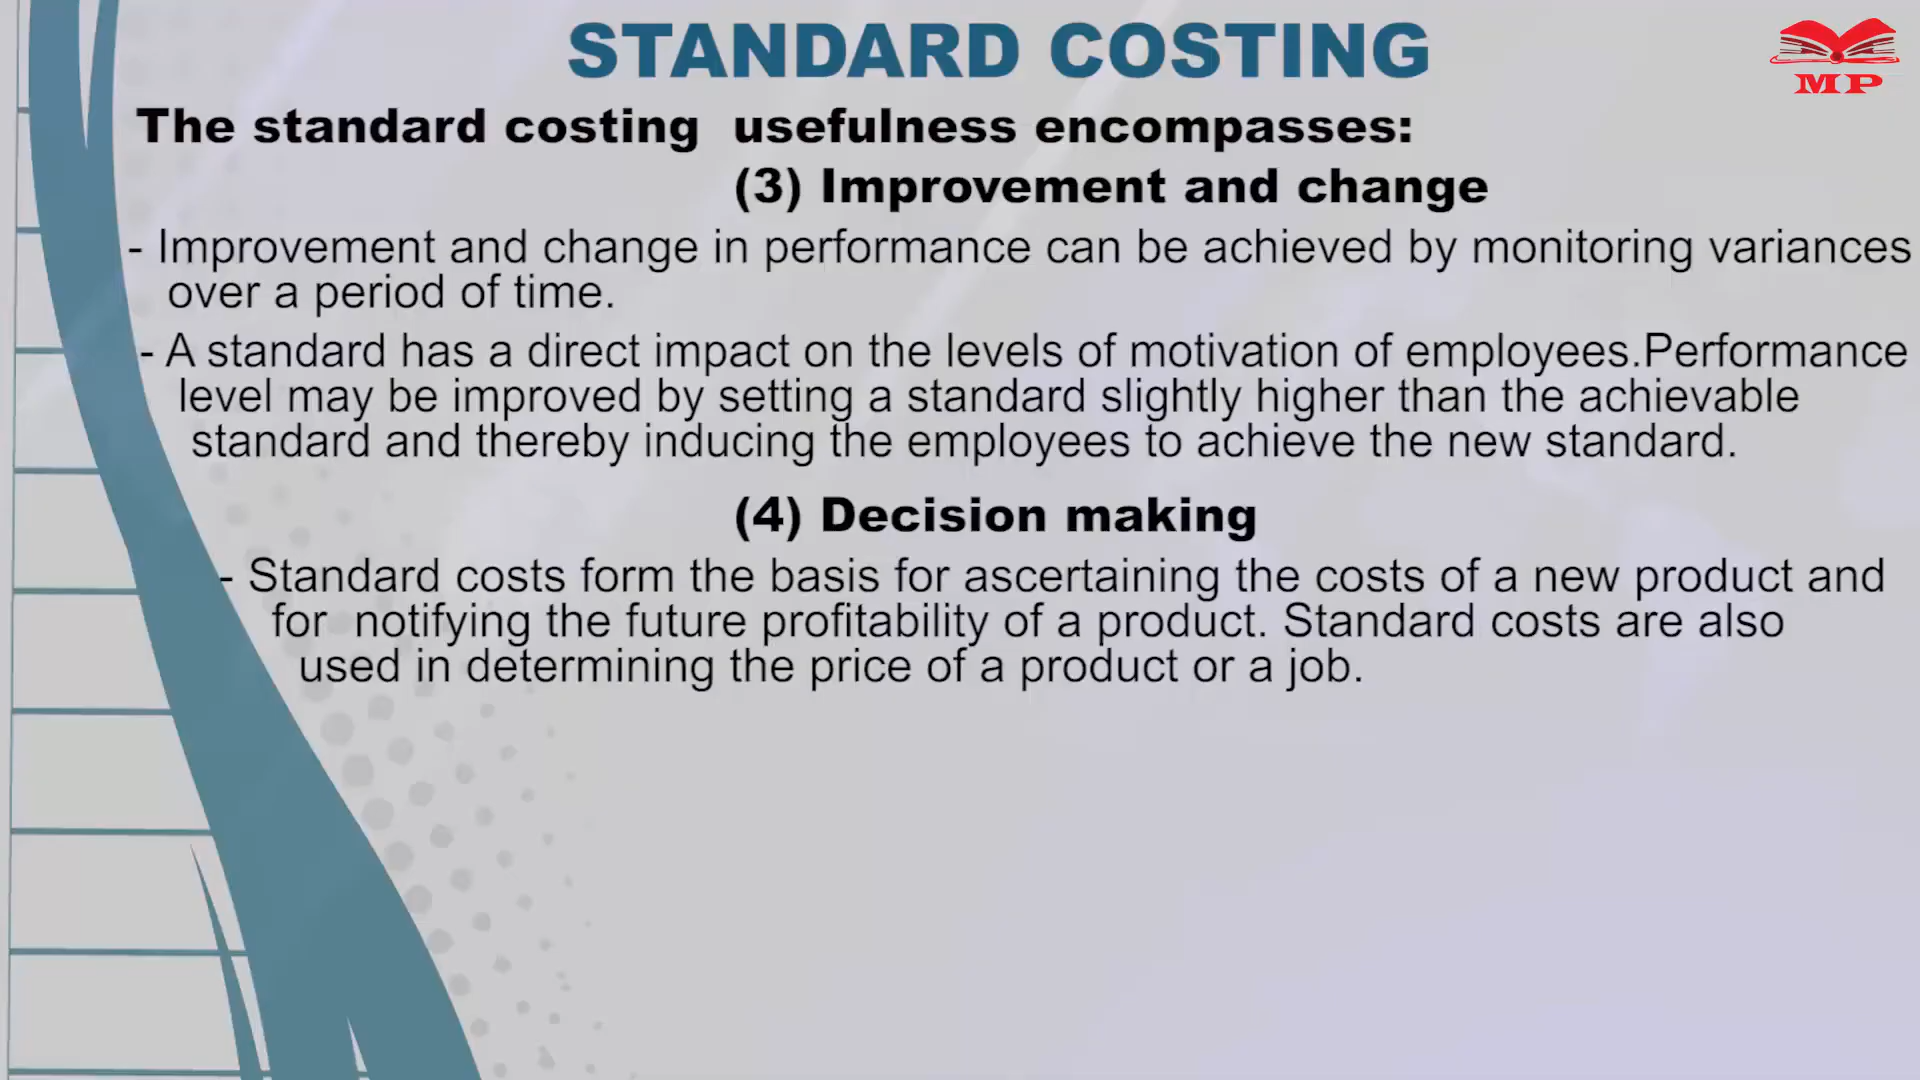 STANDARD COSTING
MP
The standard costing usefulness encompasses:
(3) Improvement and change
- Improvement and change in performance can be achieved by monitoring variances
over a period of time.
- A standard has a direct impact on the levels of motivation of employees.Performance
level may be improved by setting a standard slightly higher than the achievable
standard and thereby inducing the employees to achieve the new standard.
(4) Decision making
- Standard costs form the basis for ascertaining the costs of a new product and
for notifying the future profitability of a product. Standard costs are also
used in determining the price of a product or a job.